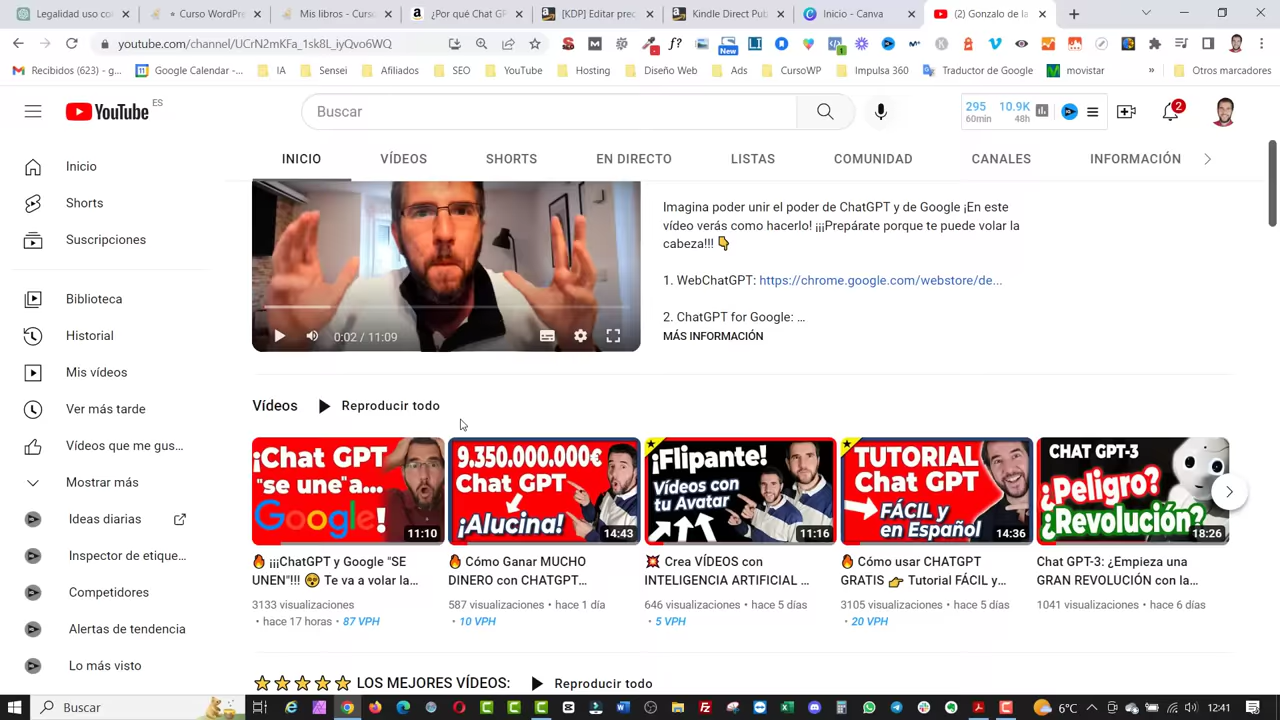 Legalidad uso co
Curso WordP
Mis libros - Curs
¿Por qué Chat G
[KDP] Editar prec
Kindle Direct Pub
Inicio - Canva
(2) Gonzalo de la
youtube.com/channel/
Recibidos (623) - g...
Google Calendar -...
IA
Sensei
Afiliados
SEO
YouTube
Hosting
Diseño Web
Ads
CursoWP
Impulsa 360
Traductor de Google
movistar
»
Otros marcadores
YouTube ES
Buscar
295 10.9K
60min 48h
2
INICIO VÍDEOS SHORTS EN DIRECTO LISTAS COMUNIDAD CANALES INFORMACIÓN
Inicio
Shorts
Suscripciones
Biblioteca
Historial
Mis vídeos
Ver más tarde
Vídeos que me gus...
Mostrar más
Ideas diarias
Inspector de etique...
Competidores
Alertas de tendencia
Lo más visto
0:02 / 11:09
Imagina poder unir el poder de ChatGPT y de Google ¡En este
vídeo verás como hacerlo! ¡¡¡Prepárate porque te puede volar la
cabeza!!! 👇
1. WebChatGPT: https://chrome.google.com/webstore/de...
2. ChatGPT for Google: ...
MÁS INFORMACIÓN
Vídeos Reproducir todo
¡Chat GPT
"se une"a...
Google!
11:10
🔥 ¡¡¡ChatGPT y Google "SE
UNEN"!!! 😯 Te va a volar la...
3133 visualizaciones
• hace 17 horas • 87 VPH
9.350.000.000€
Chat GPT
¡Alucina!
14:43
🔥 Cómo Ganar MUCHO
DINERO con CHATGPT...
587 visualizaciones • hace 1 día
• 10 VPH
¡Flipante!
Vídeos con
tu Avatar
11:16
💥 Crea VÍDEOS con
INTELIGENCIA ARTIFICIAL ...
646 visualizaciones • hace 5 días
• 5 VPH
TUTORIAL
Chat GPT
FÁCIL y
en Español
14:36
🔥 Cómo usar CHATGPT
GRATIS 👉 Tutorial FÁCIL y...
3105 visualizaciones • hace 5 días
• 20 VPH
CHAT GPT-3
¿Peligro?
¿Revolución?
18:26
Chat GPT-3: ¿Empieza una
GRAN REVOLUCIÓN con la...
1041 visualizaciones • hace 6 días
⭐⭐⭐⭐⭐ LOS MEJORES VÍDEOS: Reproducir todo
Buscar
6°C
12:41